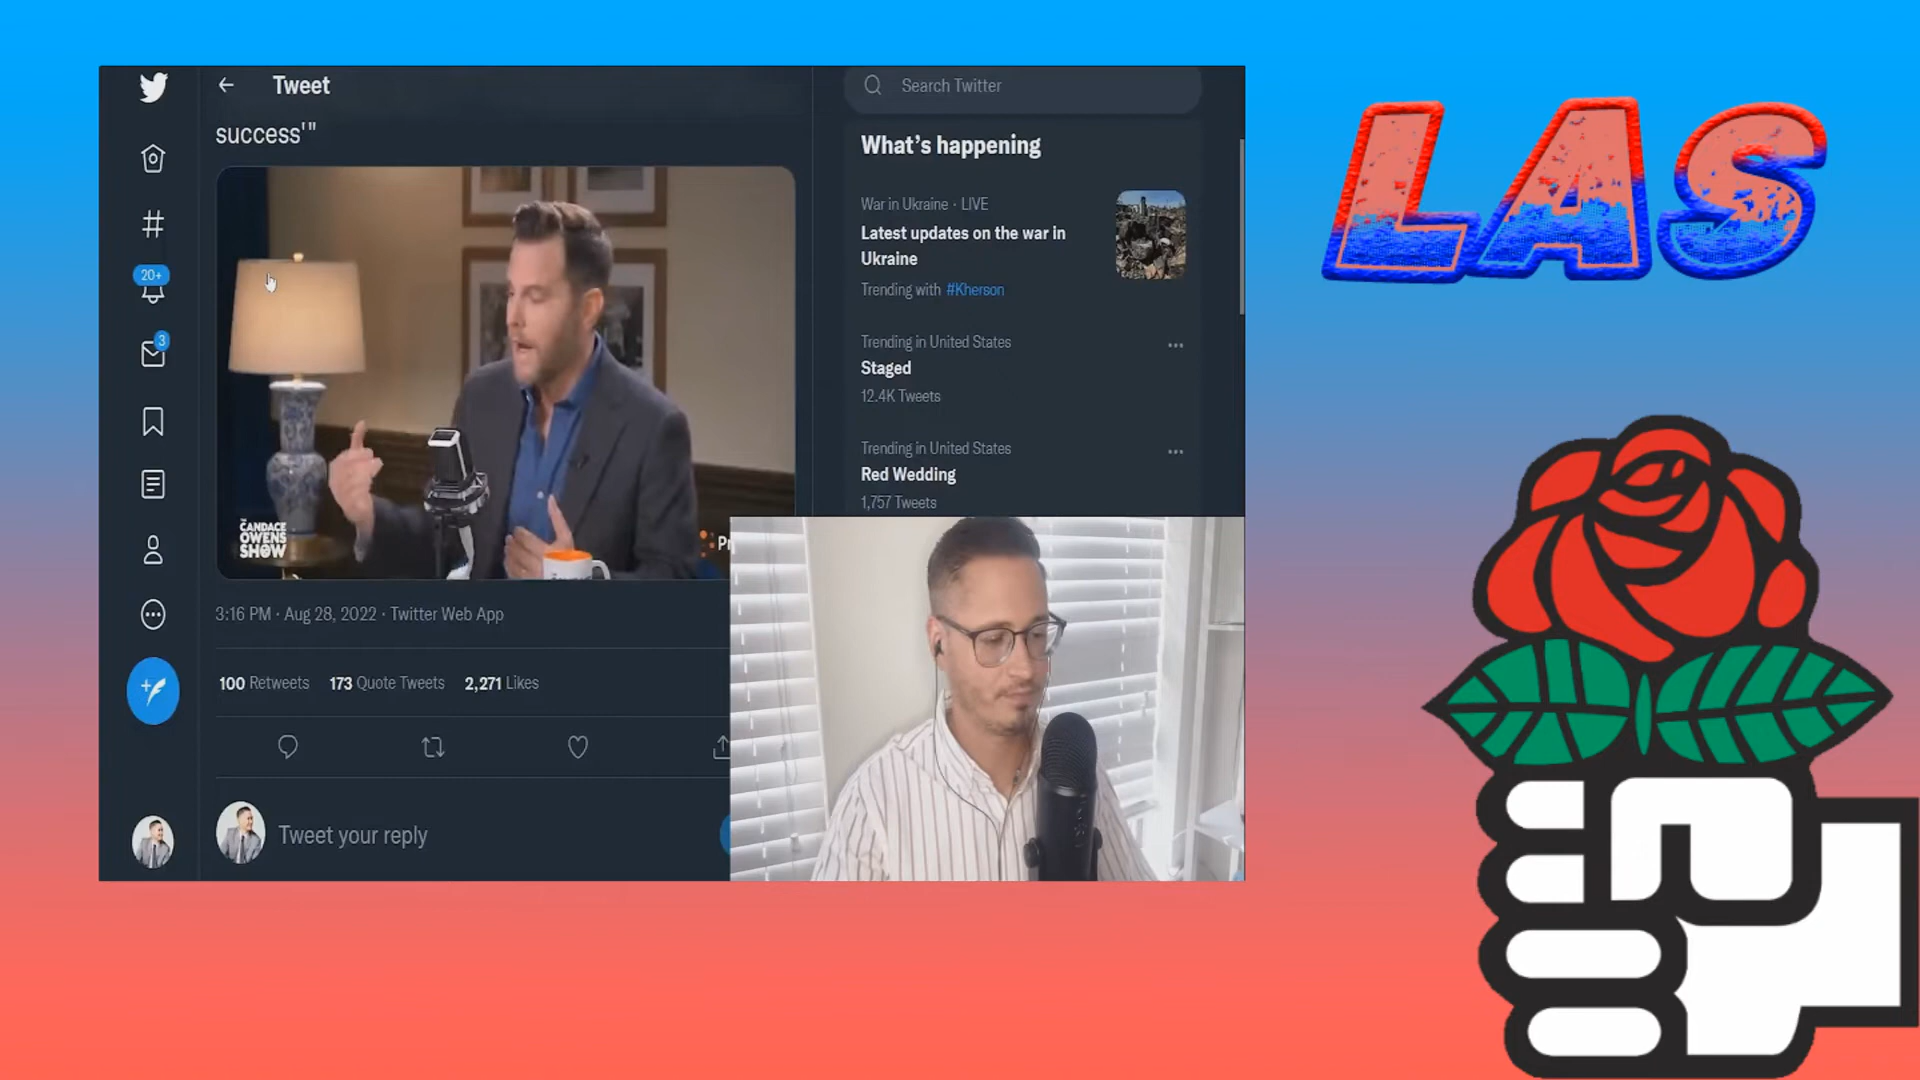 Tweet
success'"
Search Twitter
What's happening
War in Ukraine · LIVE
Latest updates on the war in
Ukraine
Trending with #Kherson
Trending in United States
Staged
12.4K Tweets
Trending in United States
Red Wedding
1,757 Tweets
20+
3
THE
CANDACE
OWENS
SHOW
3:16 PM · Aug 28, 2022 · Twitter Web App
100 Retweets 173 Quote Tweets 2,271 Likes
Tweet your reply
LAS